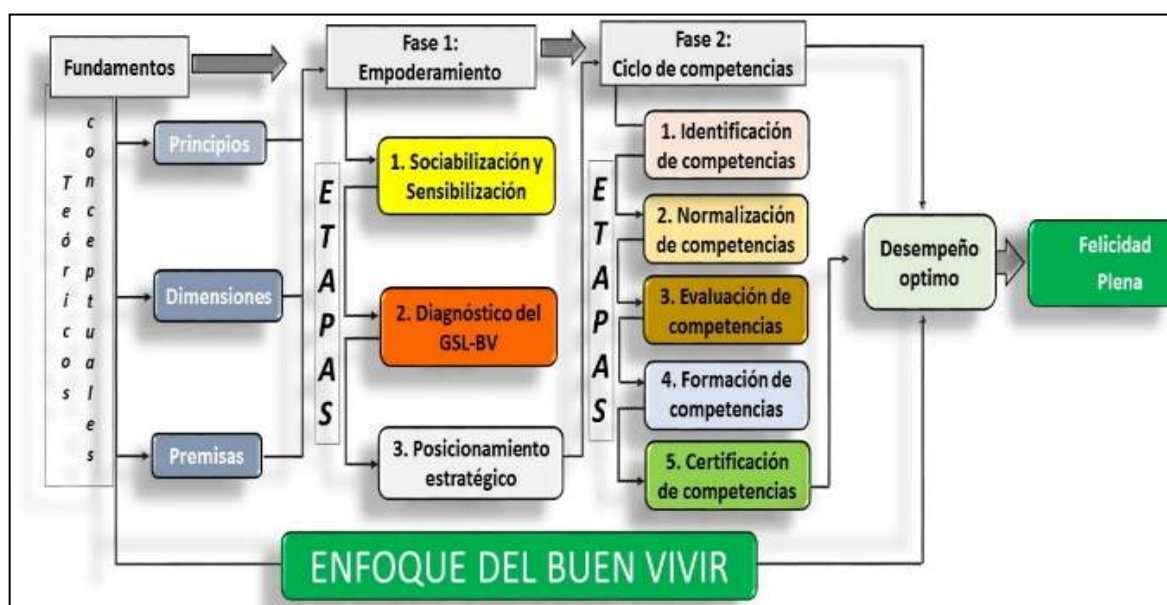 Fundamentos
Teóricos
conceptuales
Principios
Dimensiones
Premisas
Fase 1:
Empoderamiento
ETAPAS
1. Sociabilización y
Sensibilización
2. Diagnóstico del
GSL-BV
3. Posicionamiento
estratégico
Fase 2:
Ciclo de competencias
ETAPAS
1. Identificación
de competencias
2. Normalización
de competencias
3. Evaluación de
competencias
4. Formación de
competencias
5. Certificación
de competencias
Desempeño
optimo
Felicidad
Plena
ENFOQUE DEL BUEN VIVIR